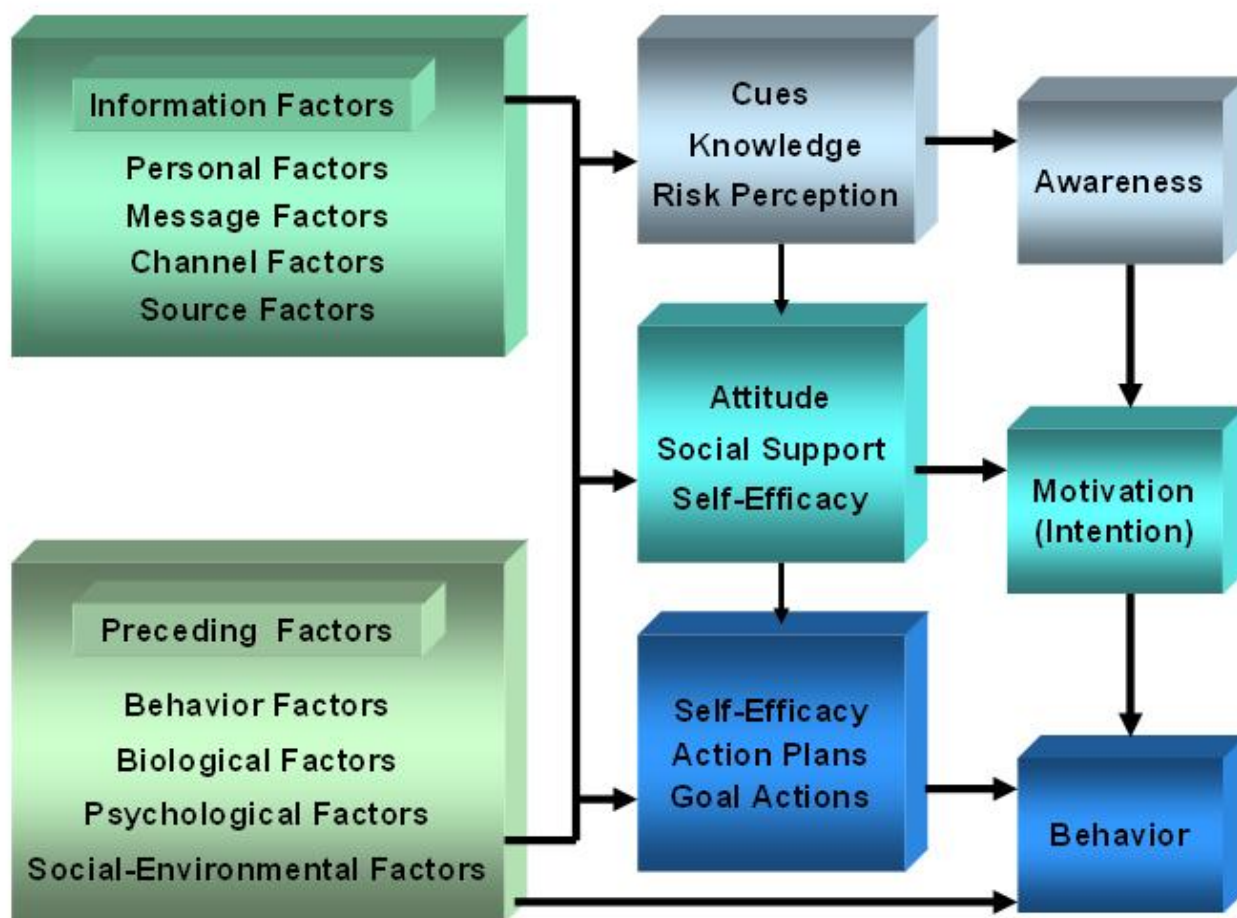 Information Factors
Personal Factors
Message Factors
Channel Factors
Source Factors
Preceding Factors
Behavior Factors
Biological Factors
Psychological Factors
Social-Environmental Factors
Cues
Knowledge
Risk Perception
Attitude
Social Support
Self-Efficacy
Self-Efficacy
Action Plans
Goal Actions
Awareness
Motivation
(Intention)
Behavior